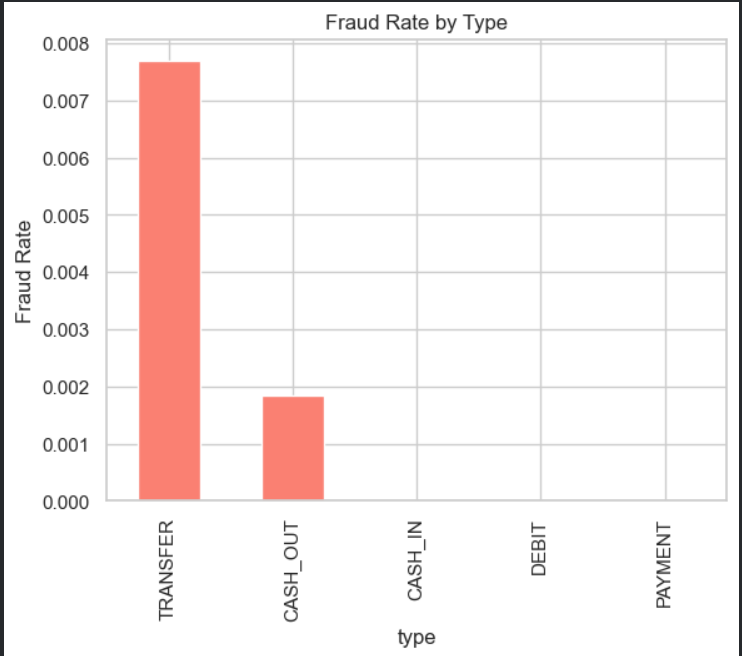 Fraud Rate by Type
0.008
0.007
0.006
0.005
0.004
0.003
0.002
0.001
0.000
Fraud Rate
TRANSFER
CASH_OUT
CASH_IN
DEBIT
PAYMENT
type